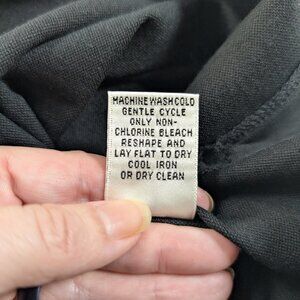 MACHINE WASH COLD
GENTLE CYCLE
ONLY NON-
CHLORINE BLEACH
RESHAPE AND
LAY FLAT TO DRY
COOL IRON
OR DRY CLEAN